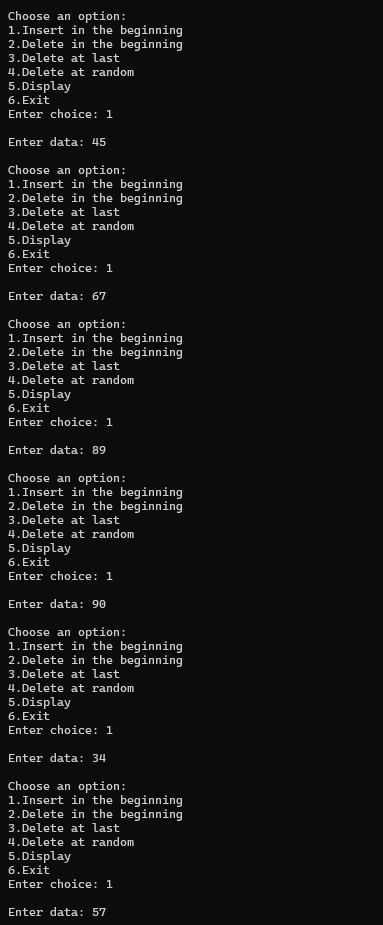 Choose an option:
1.Insert in the beginning
2.Delete in the beginning
3.Delete at last
4.Delete at random
5.Display
6.Exit
Enter choice: 1
Enter data: 45
Choose an option:
1.Insert in the beginning
2.Delete in the beginning
3.Delete at last
4.Delete at random
5.Display
6.Exit
Enter choice: 1
Enter data: 67
Choose an option:
1.Insert in the beginning
2.Delete in the beginning
3.Delete at last
4.Delete at random
5.Display
6.Exit
Enter choice: 1
Enter data: 89
Choose an option:
1.Insert in the beginning
2.Delete in the beginning
3.Delete at last
4.Delete at random
5.Display
6.Exit
Enter choice: 1
Enter data: 90
Choose an option:
1.Insert in the beginning
2.Delete in the beginning
3.Delete at last
4.Delete at random
5.Display
6.Exit
Enter choice: 1
Enter data: 34
Choose an option:
1.Insert in the beginning
2.Delete in the beginning
3.Delete at last
4.Delete at random
5.Display
6.Exit
Enter choice: 1
Enter data: 57